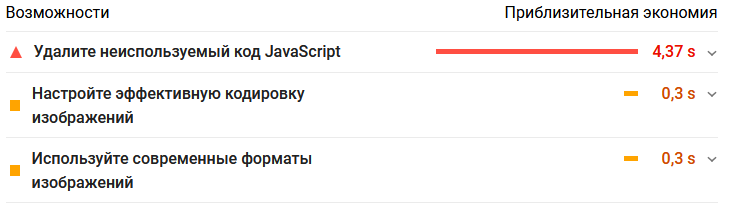 Возможности Приблизительная экономия
Удалите неиспользуемый код JavaScript 4,37 s
Настройте эффективную кодировку 0,3 s
изображений
Используйте современные форматы 0,3 s
изображений